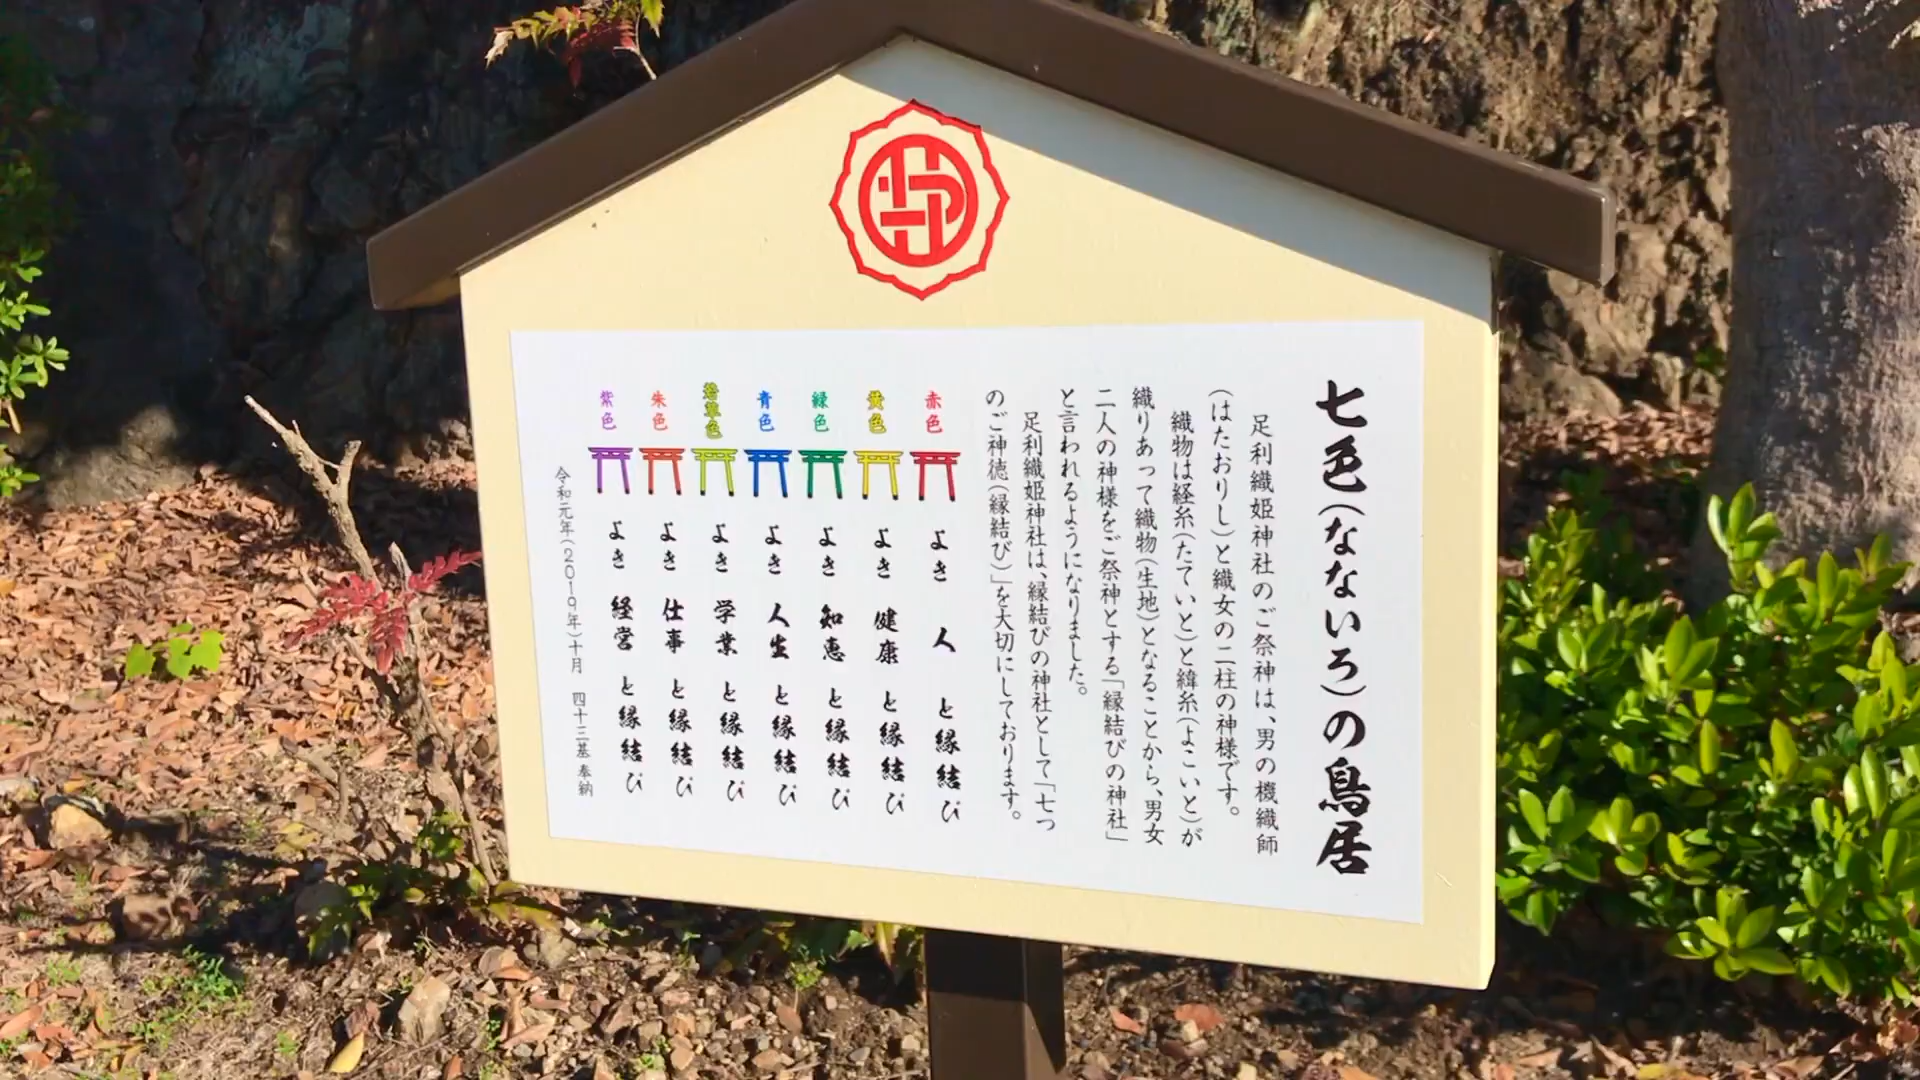 七色(なないろ)の鳥居
足利織姫神社のご祭神は、男の機織師
(はたおりし)と織女の二柱の神様です。
織物は経糸(たていと)と緯糸(よこいと)が
織りあって織物(生地)となることから、男女
二人の神様をご祭神とする「縁結びの神社」
と言われるようになりました。
足利織姫神社は、縁結びの神社として「七つ
のご神徳(縁結び)」を大切にしております。
赤色 よき 人 と縁結び
黄色 よき 健康 と縁結び
緑色 よき 知恵 と縁結び
青色 よき 人生 と縁結び
若草色 よき 学業 と縁結び
朱色 よき 仕事 と縁結び
紫色 よき 経営 と縁結び
令和元年(2019年)十月 四十三基 奉納